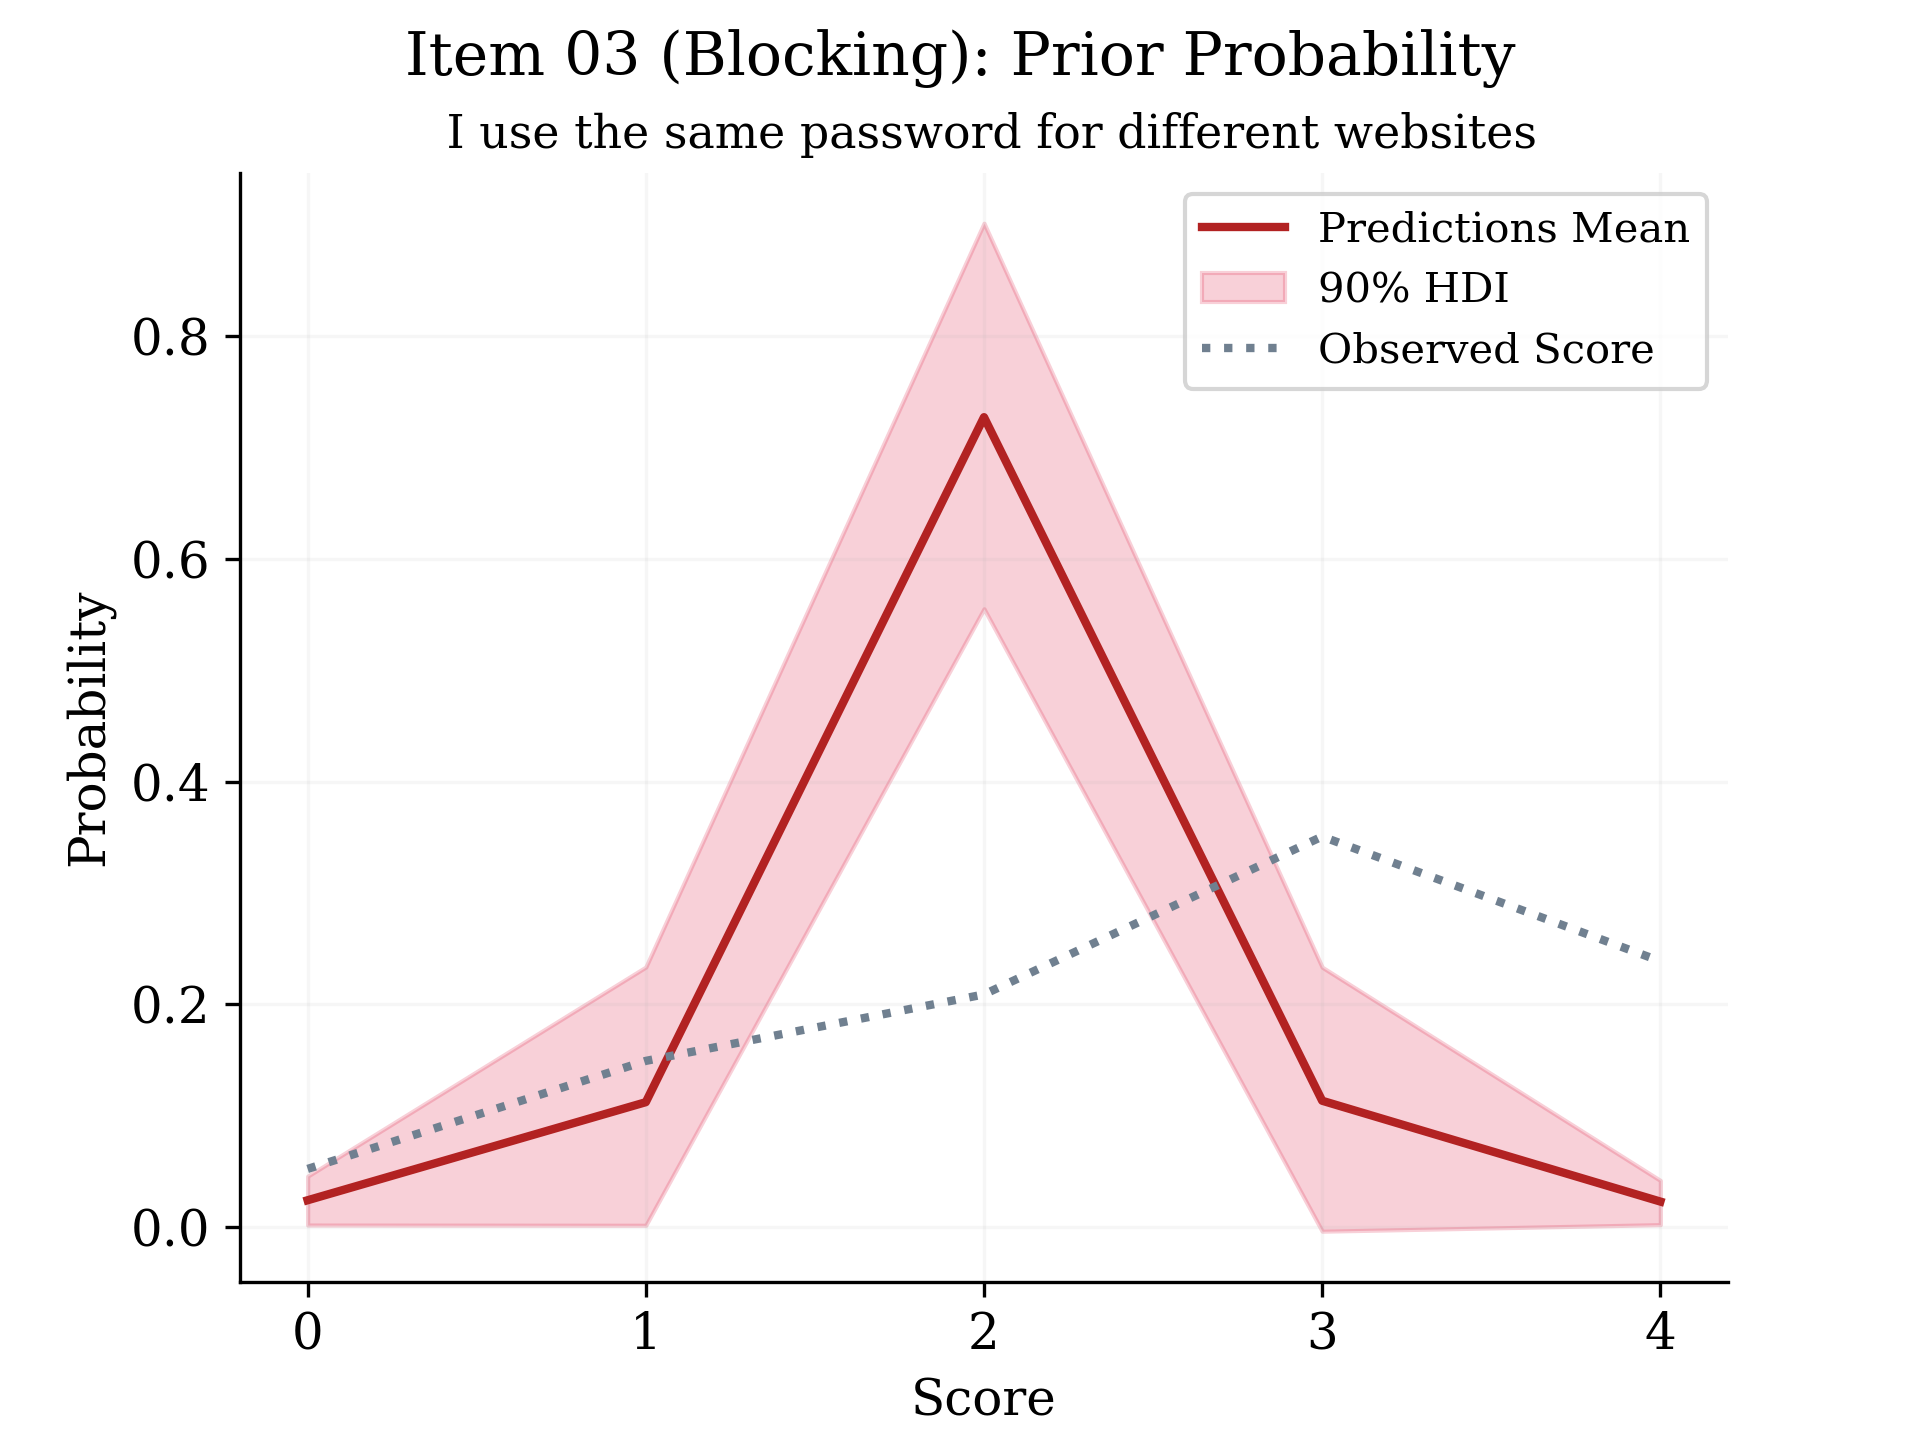 Item 03 (Blocking): Prior Probability
I use the same password for different websites
Predictions Mean
90% HDI
Observed Score
Probability
0.8
0.6
0.4
0.2
0.0
0 1 2 3 4
Score